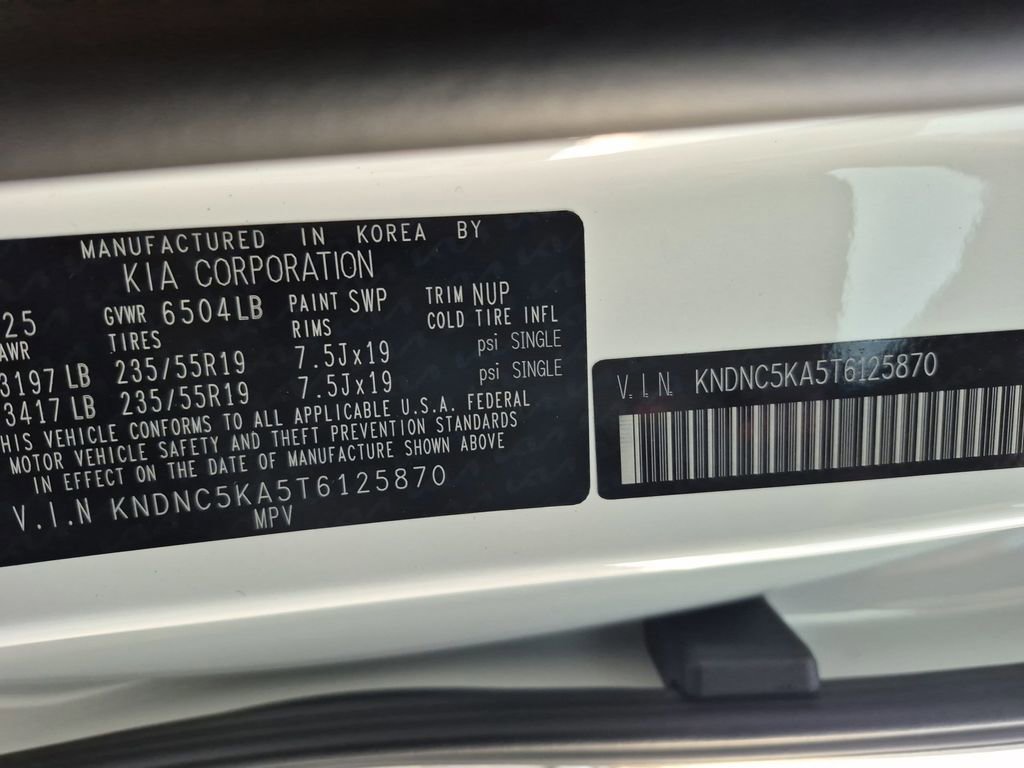 MANUFACTURED IN KOREA BY
KIA CORPORATION
25 GVWR 6504LB PAINT SWP TRIM NUP
AWR TIRES RIMS COLD TIRE INFL
3197 LB 235/55R19 7.5Jx19 psi SINGLE
3417 LB 235/55R19 7.5Jx19 psi SINGLE
HIS VEHICLE CONFORMS TO ALL APPLICABLE U.S.A. FEDERAL
MOTOR VEHICLE SAFETY AND THEFT PREVENTION STANDARDS
IN EFFECT ON THE DATE OF MANUFACTURE SHOWN ABOVE
V.I.N KNDNC5KA5T6125870
MPV
V.I.N. KNDNC5KA5T6125870